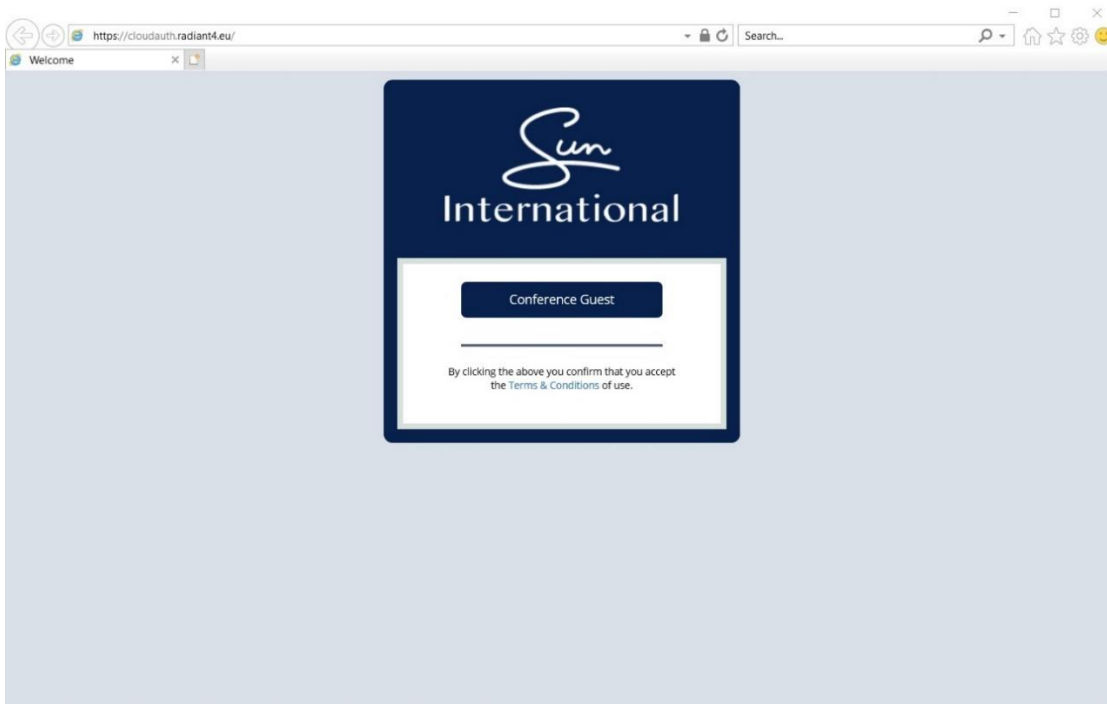 https://cloudauth.radiant4.eu/
Search...
Welcome
Sun
International
Conference Guest
By clicking the above you confirm that you accept
the Terms & Conditions of use.